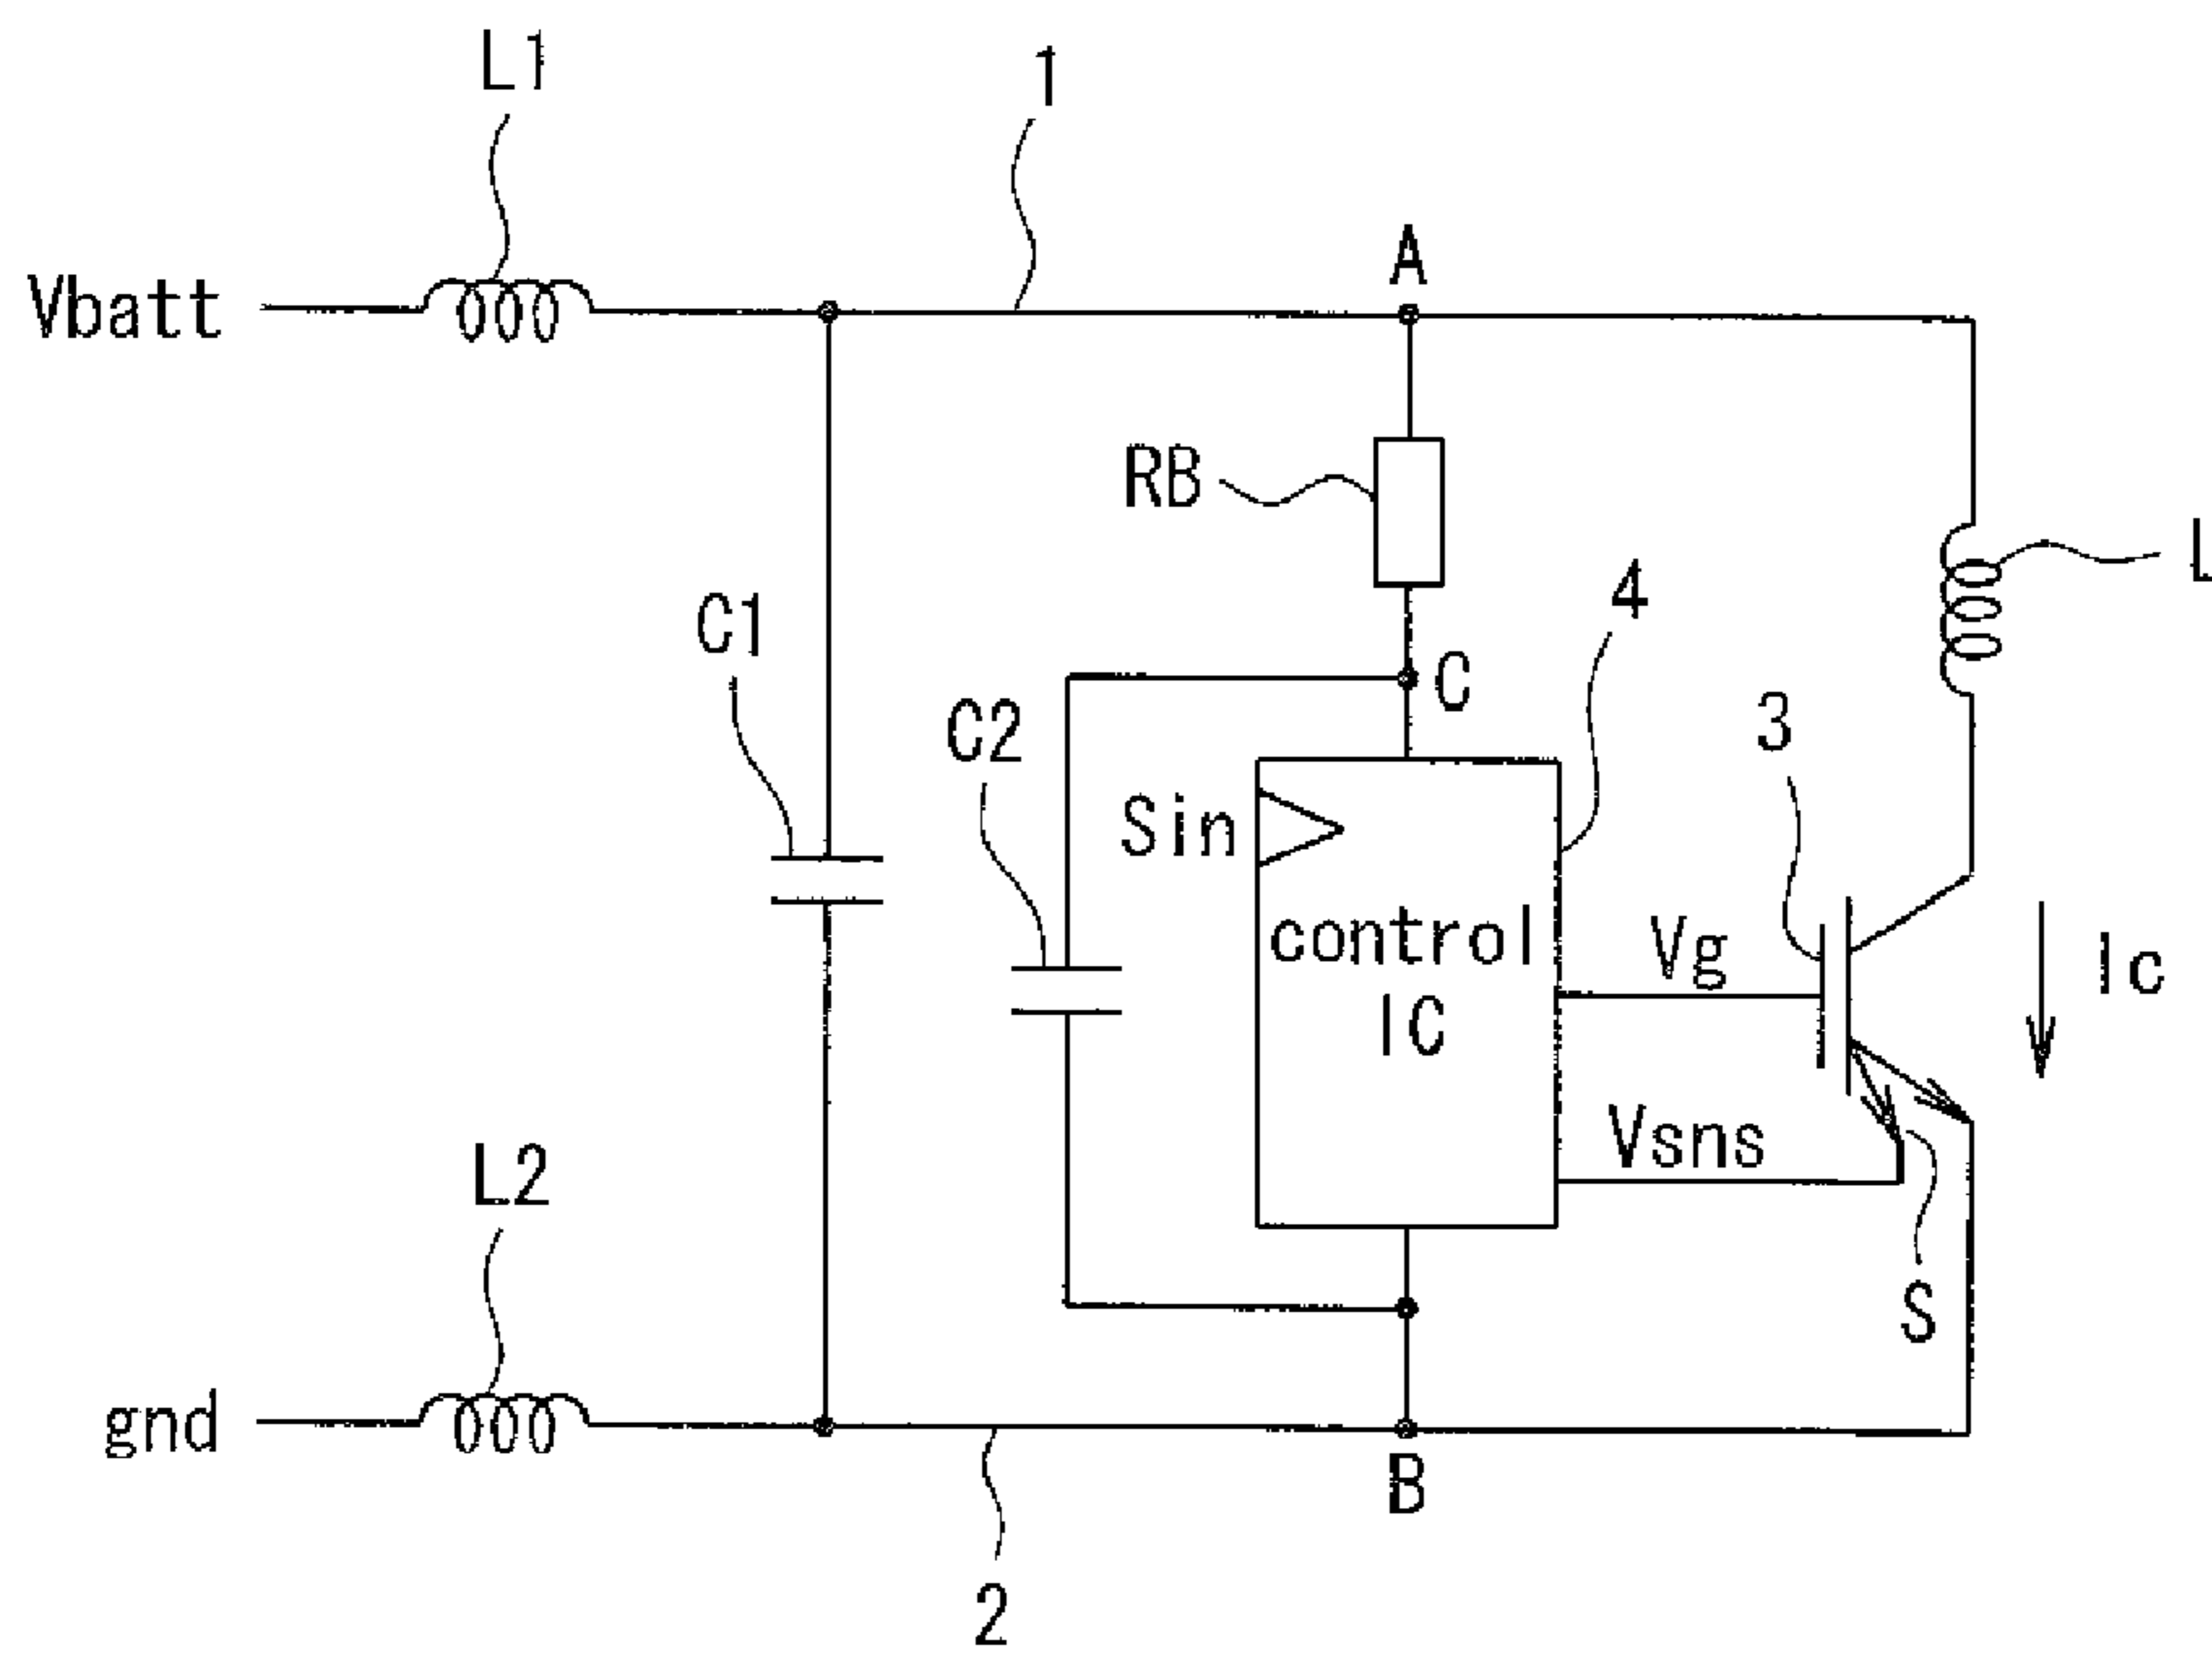 L1
1
Vbatt
A
RB
L
C1
4
C
C2
3
Sin
control
IC
Vg
Ic
Vsns
L2
S
gnd
B
2